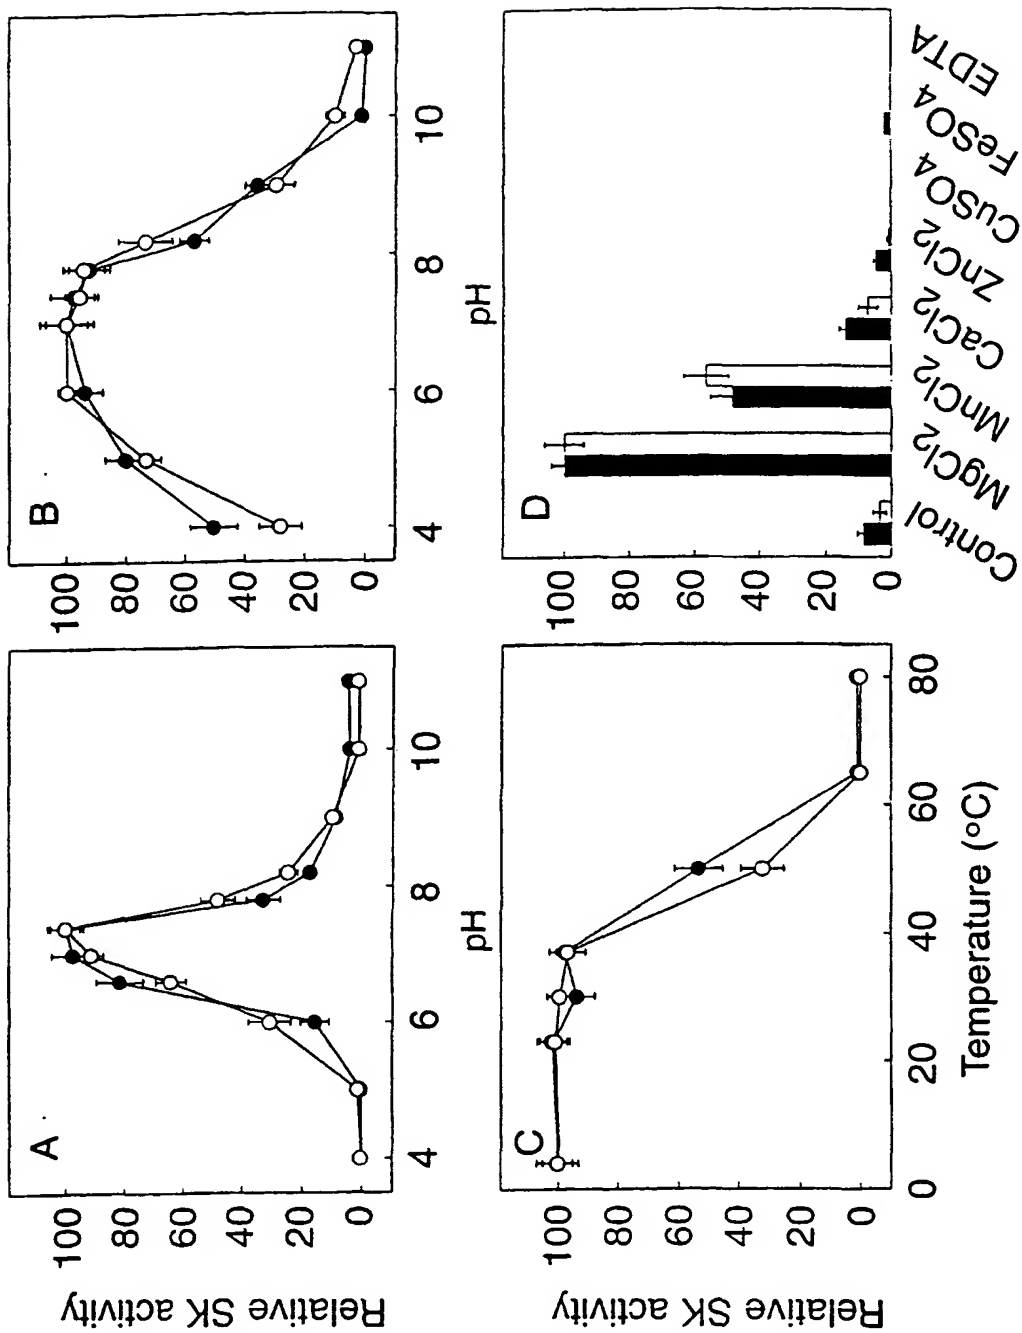 A
Relative SK activity
100
80
60
40
20
0
4
6
8
10
pH
B
100
80
60
40
20
0
4
6
8
10
pH
C
Relative SK activity
100
80
60
40
20
0
0
20
40
60
80
Temperature (°C)
D
100
80
60
40
20
0
Control
MgCl2
MnCl2
CaCl2
ZnCl2
CuSO4
FeSO4
EDTA